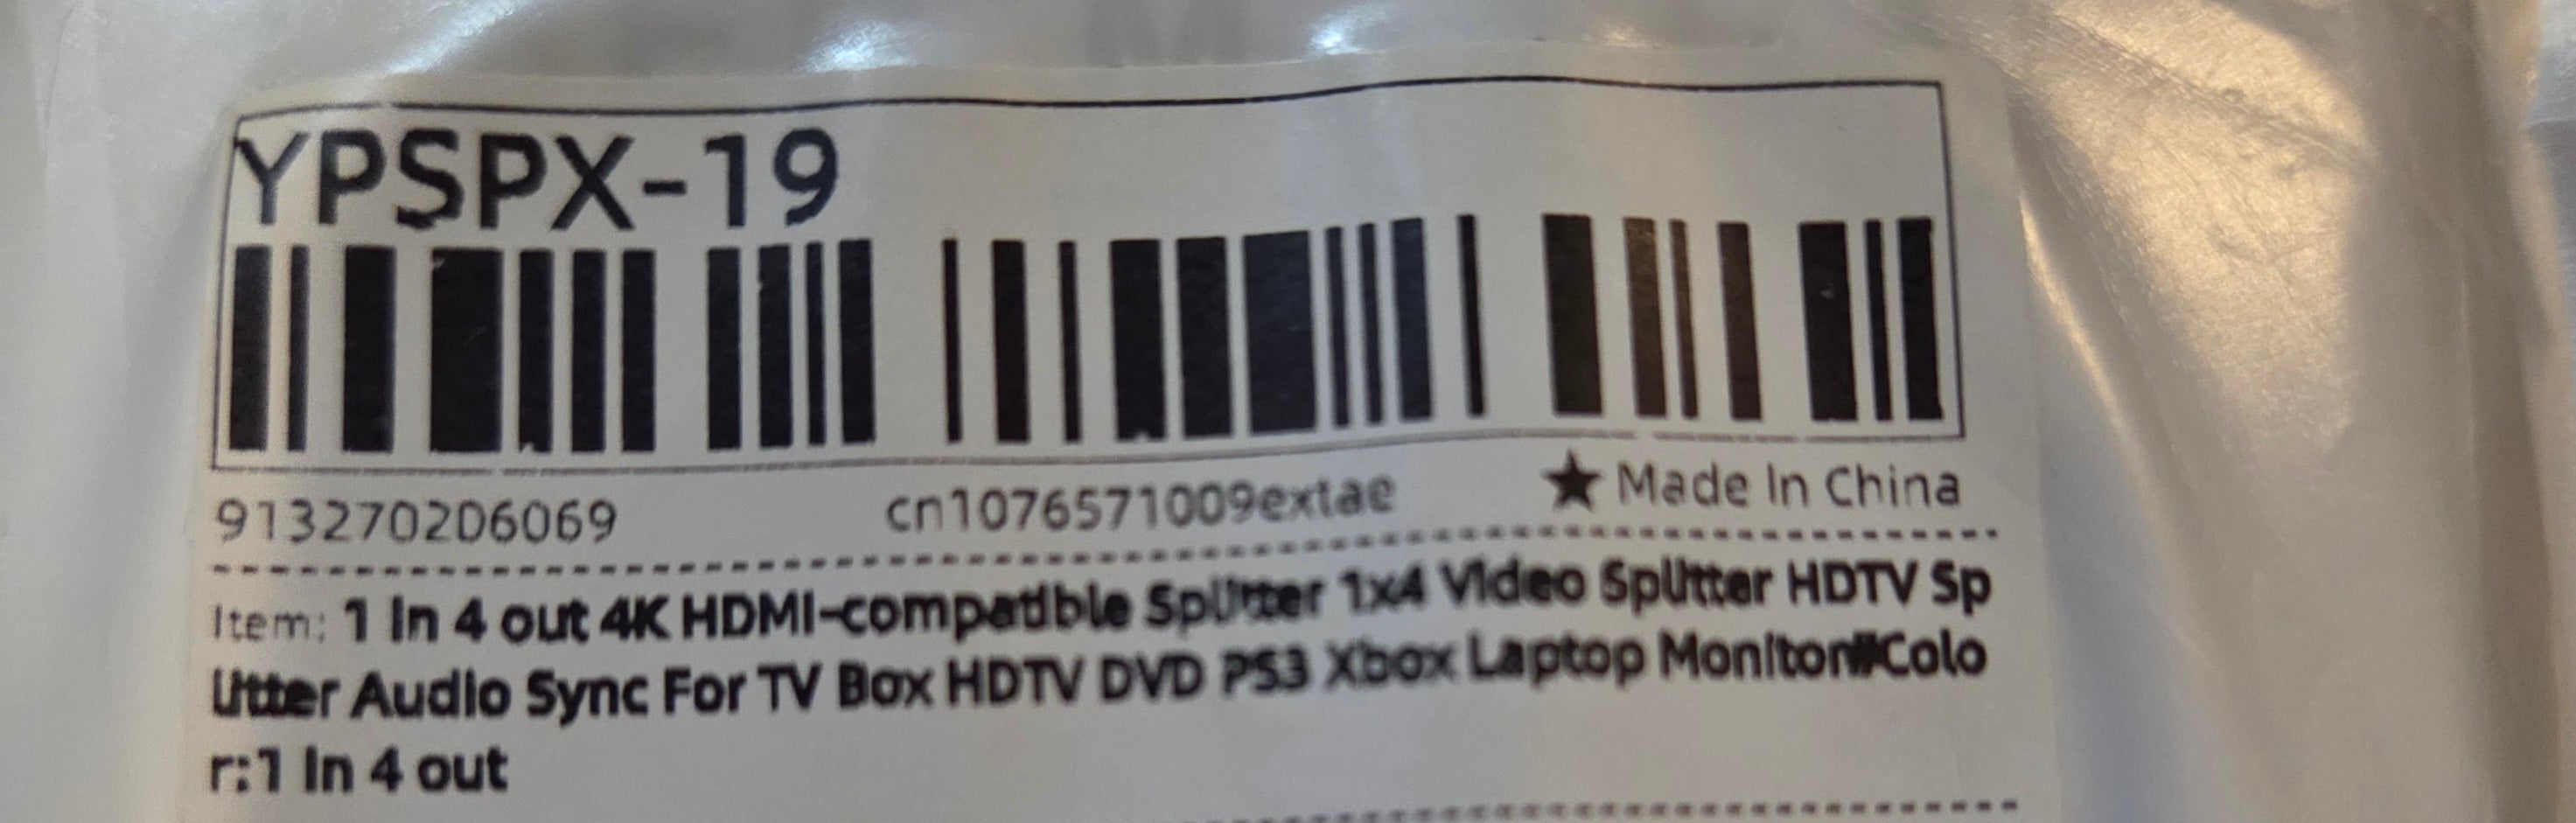 YPSPX-19
913270206069 cn1076571009extae ★Made In China
Item: 1 In 4 out 4K HDMI-compatible Splitter 1x4 Video Splitter HDTV Sp
litter Audio Sync For TV Box HDTV DVD PS3 Xbox Laptop Monitor#Colo
r:1 In 4 out